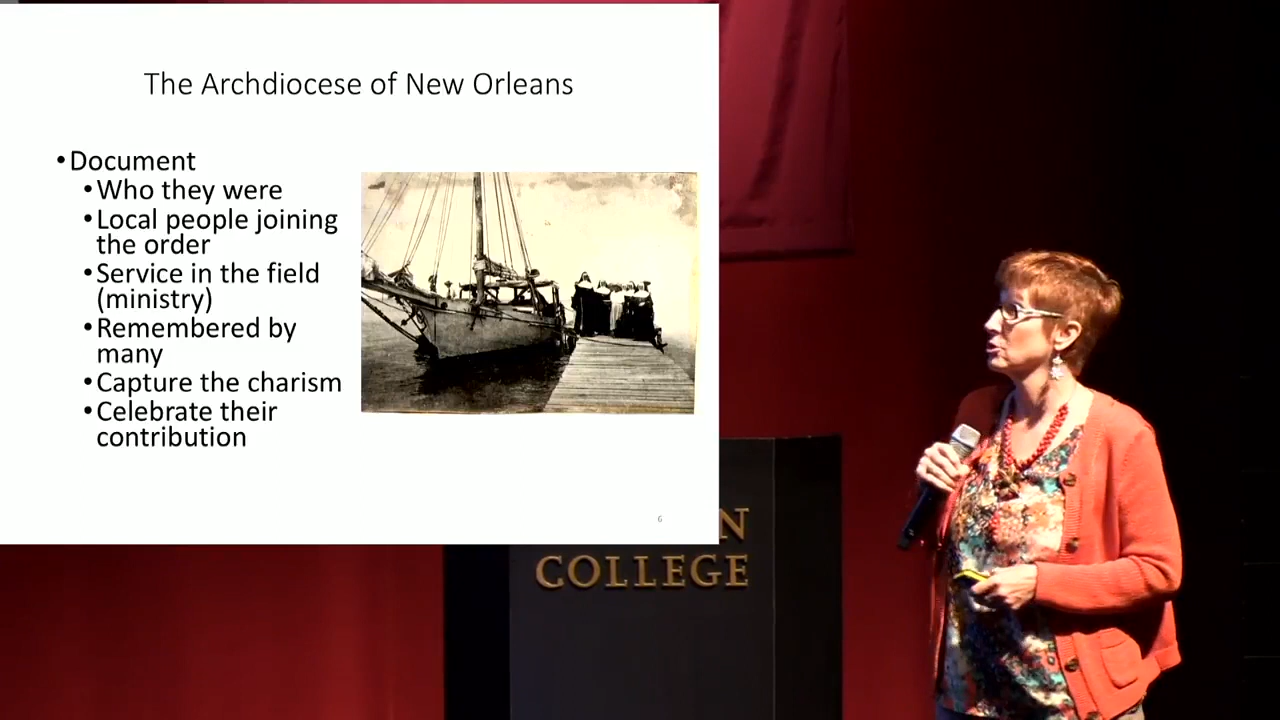 The Archdiocese of New Orleans
•Document
•Who they were
•Local people joining
the order
•Service in the field
(ministry)
•Remembered by
many
•Capture the charism
•Celebrate their
contribution
6
N
COLLEGE